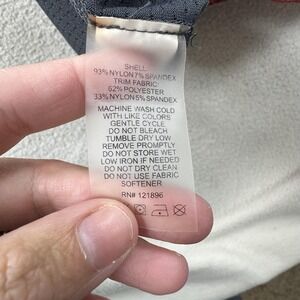 SHELL
93% NYLON 7% SPANDEX
TRIM FABRIC
62% POLYESTER
33% NYLON 5% SPANDEX
MACHINE WASH COLD
WITH LIKE COLORS
GENTLE CYCLE
DO NOT BLEACH
TUMBLE DRY LOW
REMOVE PROMPTLY
DO NOT STORE WET
LOW IRON IF NEEDED
DO NOT DRY CLEAN
DO NOT USE FABRIC
SOFTENER
RN# 121896